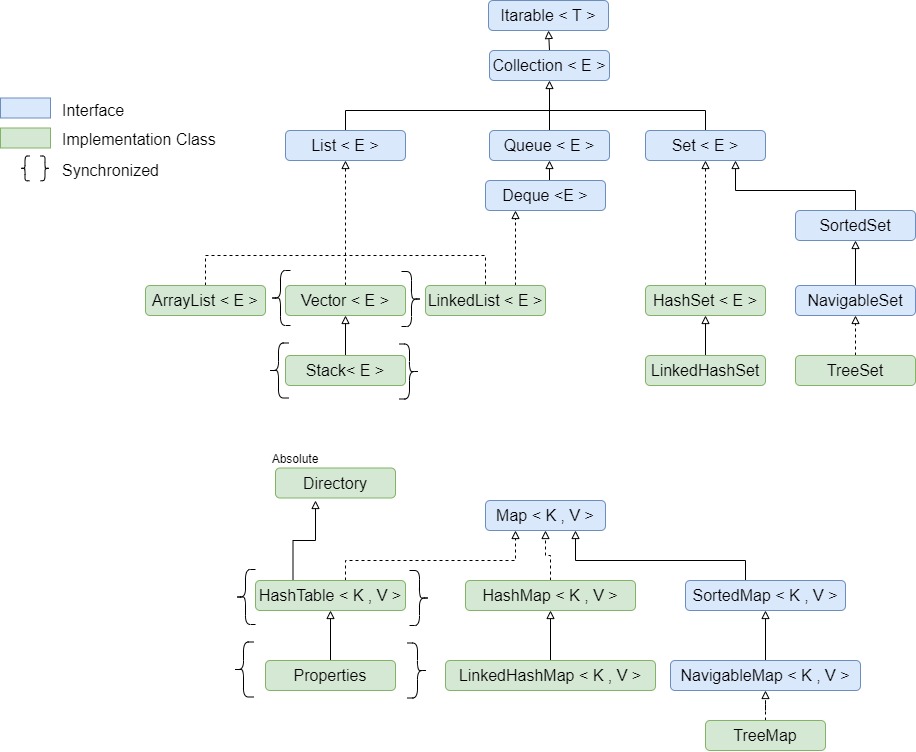 Itarable < T >
Collection < E >
Interface
Implementation Class
{ } Synchronized
List < E >
Queue < E >
Set < E >
Deque <E >
SortedSet
ArrayList < E >
Vector < E >
LinkedList < E >
HashSet < E >
NavigableSet
Stack< E >
LinkedHashSet
TreeSet
Absolute
Directory
Map < K , V >
HashTable < K , V >
HashMap < K , V >
SortedMap < K , V >
Properties
LinkedHashMap < K , V >
NavigableMap < K , V >
TreeMap